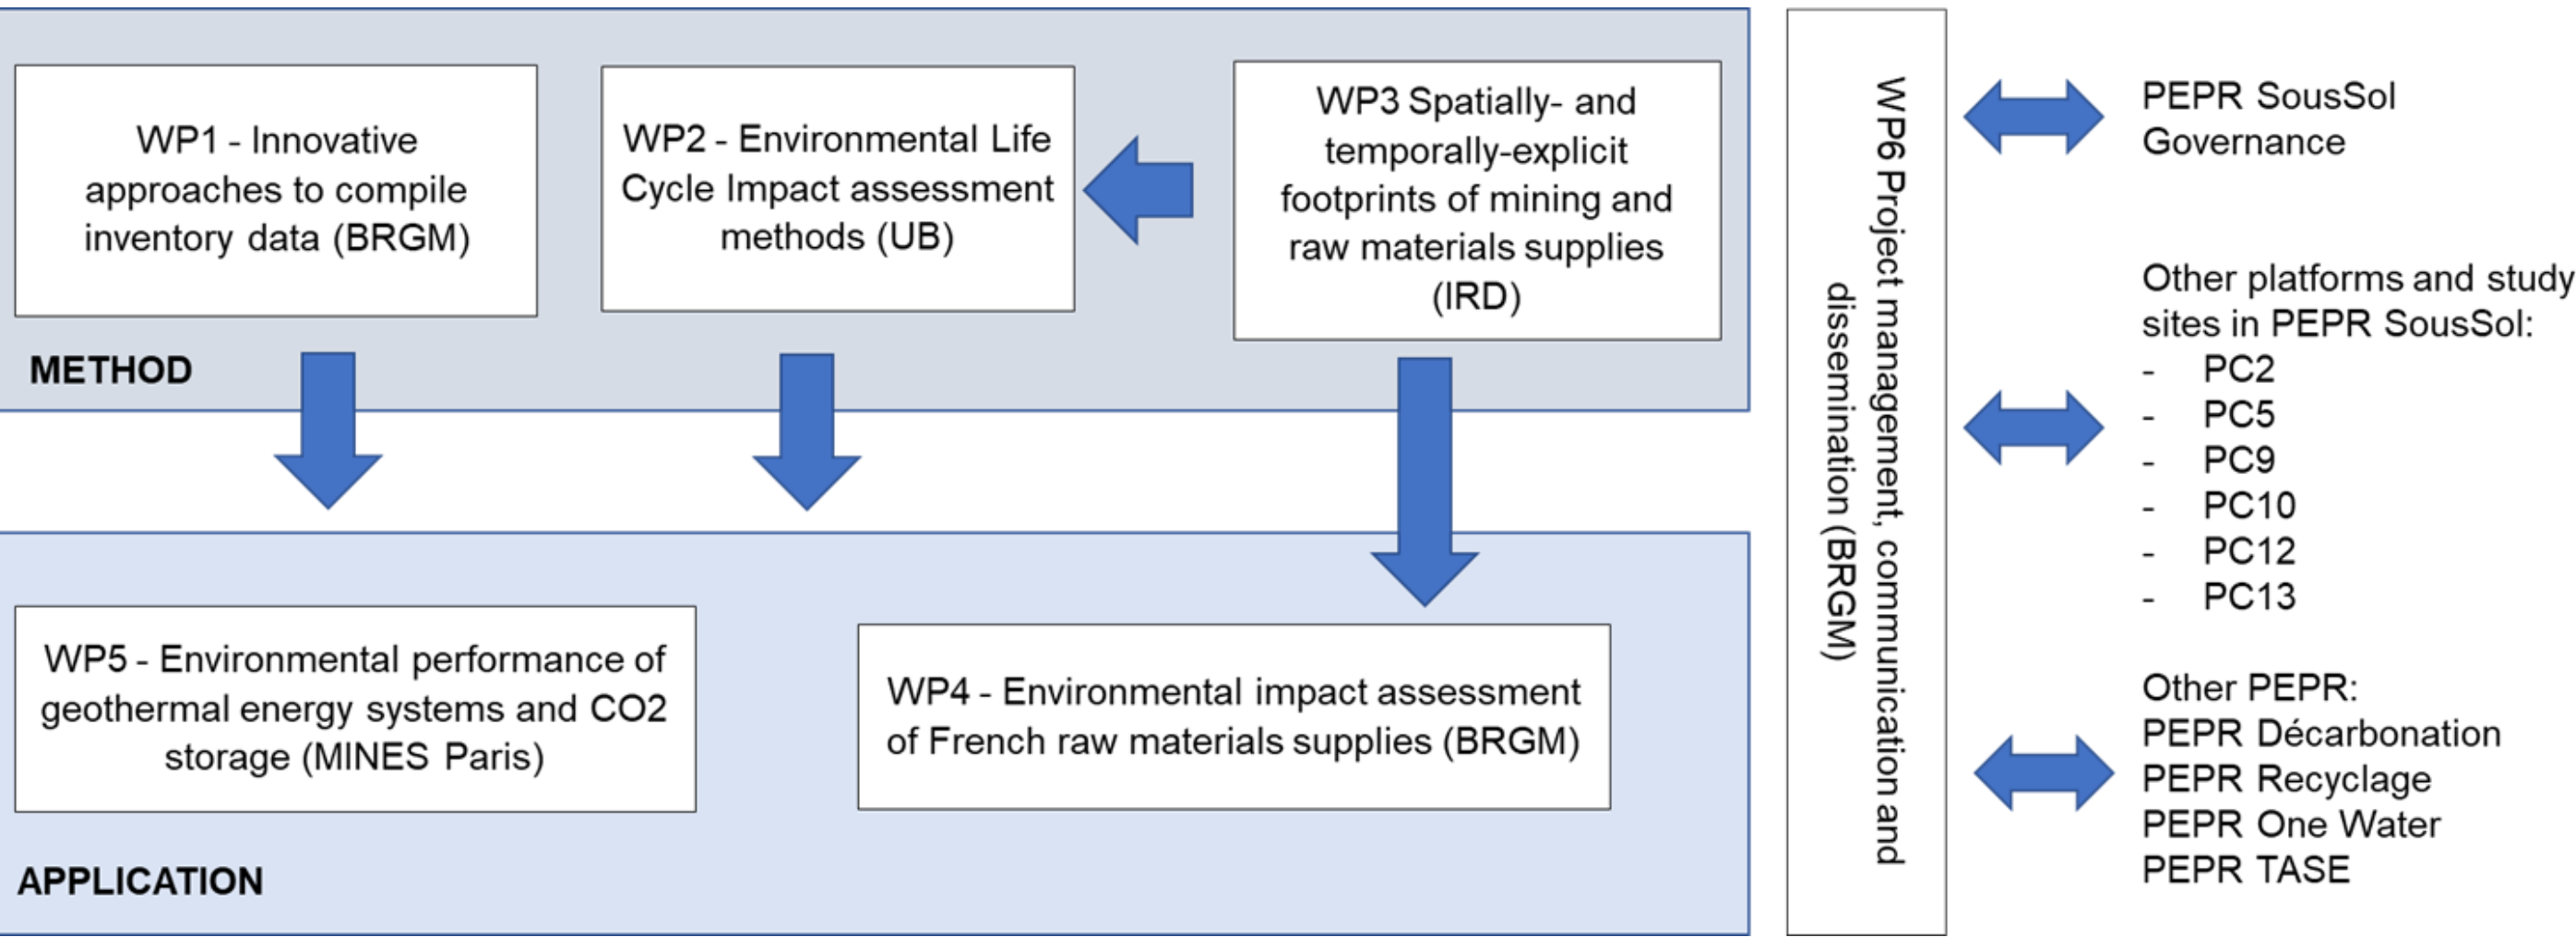 WP1 - Innovative
approaches to compile
inventory data (BRGM)
WP2 - Environmental Life
Cycle Impact assessment
methods (UB)
WP3 Spatially- and
temporally-explicit
footprints of mining and
raw materials supplies
(IRD)
METHOD
WP5 - Environmental performance of
geothermal energy systems and CO2
storage (MINES Paris)
WP4 - Environmental impact assessment
of French raw materials supplies (BRGM)
APPLICATION
WP6 Project management, communication and
dissemination (BRGM)
PEPR SousSol
Governance
Other platforms and study
sites in PEPR SousSol:
- PC2
- PC5
- PC9
- PC10
- PC12
- PC13
Other PEPR:
PEPR Décarbonation
PEPR Recyclage
PEPR One Water
PEPR TASE